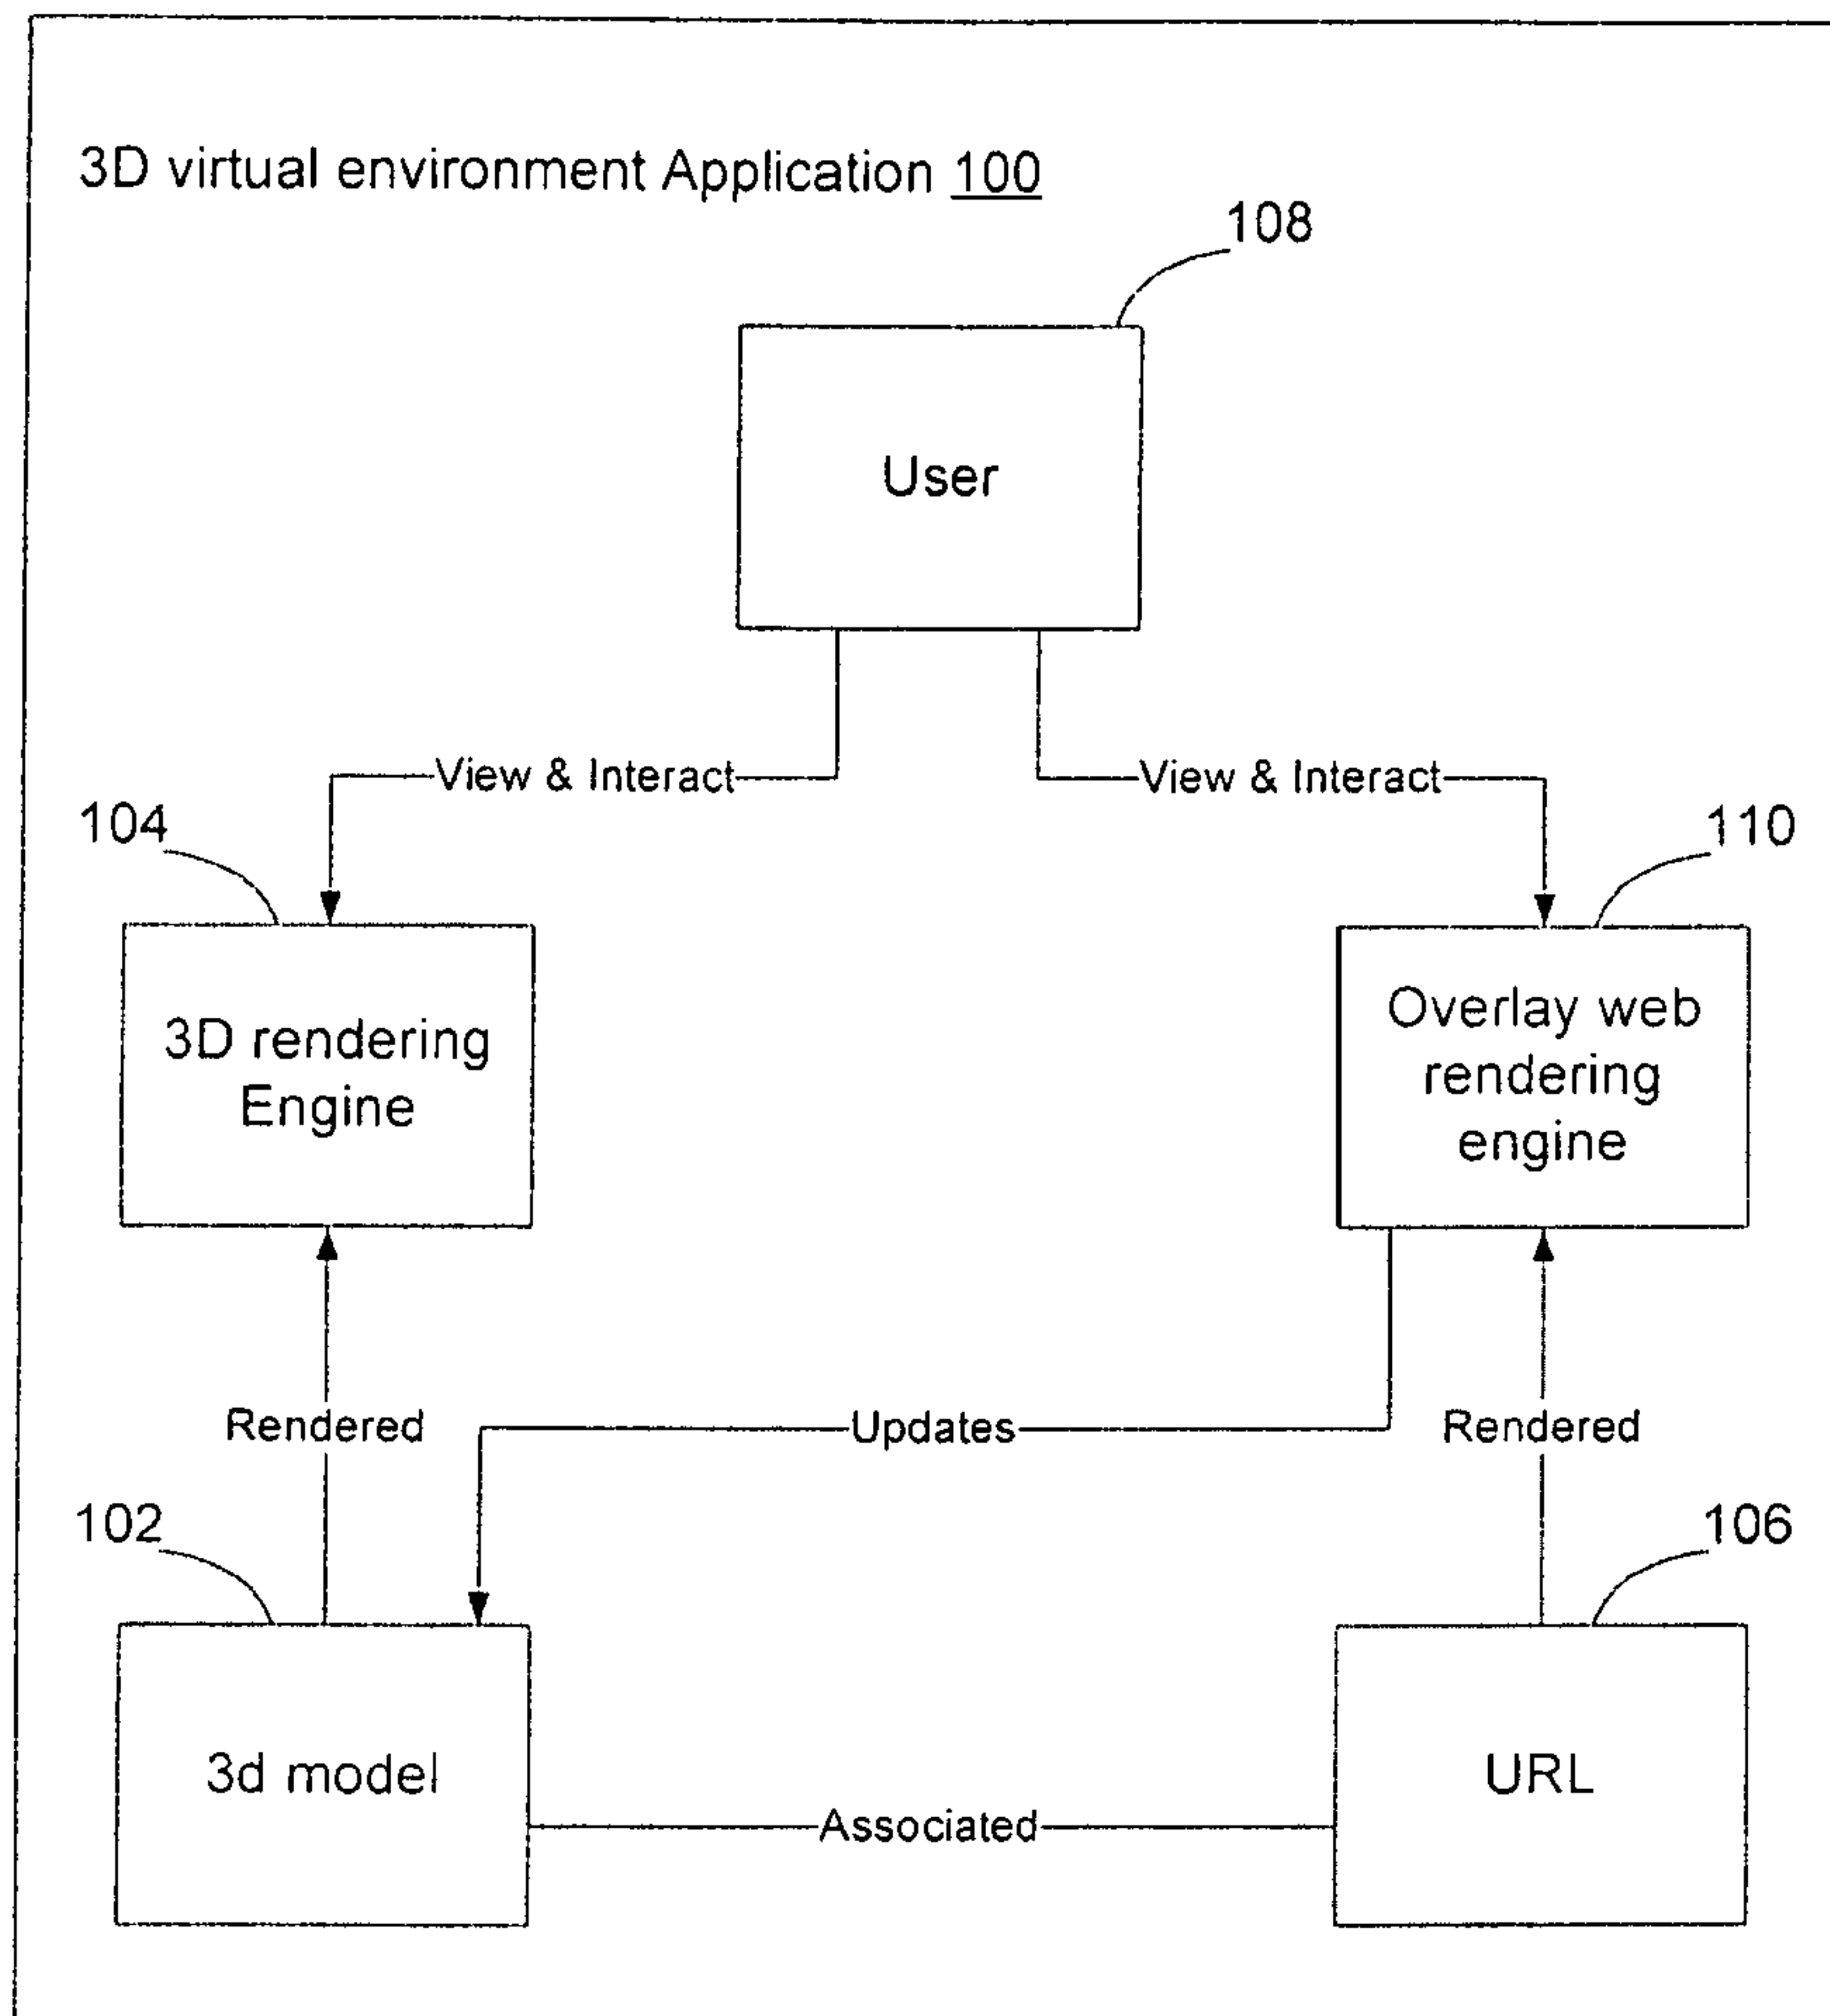 3D virtual environment Application 100
108
User
View & Interact
View & Interact
104
110
3D rendering
Engine
Overlay web
rendering
engine
Rendered
Updates
Rendered
102
106
3d model
URL
Associated